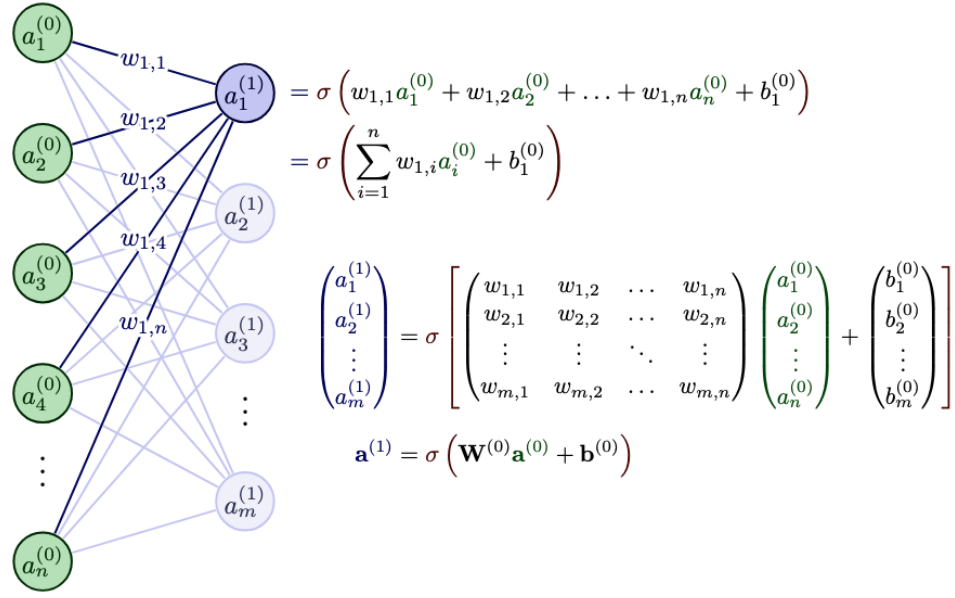 a_1^{(0)}
w_{1,1}
a_1^{(1)} = σ ( w_{1,1} a_1^{(0)} + w_{1,2} a_2^{(0)} + … + w_{1,n} a_n^{(0)} + b_1^{(0)} )
w_{1,2}
a_2^{(0)}
= σ ( \sum_{i=1}^{n} w_{1,i} a_i^{(0)} + b_1^{(0)} )
w_{1,3}
a_2^{(1)}
w_{1,4}
a_3^{(0)}
w_{1,n}
a_3^{(1)}
a_4^{(0)}
⋮
⋮
a_m^{(1)}
a_n^{(0)}
a_1^{(1)} w_{1,1} w_{1,2} … w_{1,n} a_1^{(0)} b_1^{(0)}
a_2^{(1)} = σ w_{2,1} w_{2,2} … w_{2,n} a_2^{(0)} + b_2^{(0)}
⋮ ⋮ ⋮ ⋱ ⋮ ⋮ ⋮
a_m^{(1)} w_{m,1} w_{m,2} … w_{m,n} a_n^{(0)} b_m^{(0)}
a^{(1)} = σ ( W^{(0)} a^{(0)} + b^{(0)} )